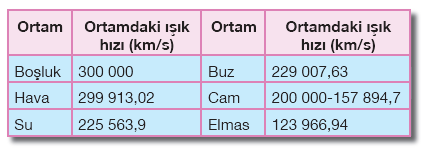 Ortam Ortamdaki ışık hızı (km/s) Ortam Ortamdaki ışık hızı (km/s)
Boşluk 300 000 Buz 229 007,63
Hava 299 913,02 Cam 200 000-157 894,7
Su 225 563,9 Elmas 123 966,94